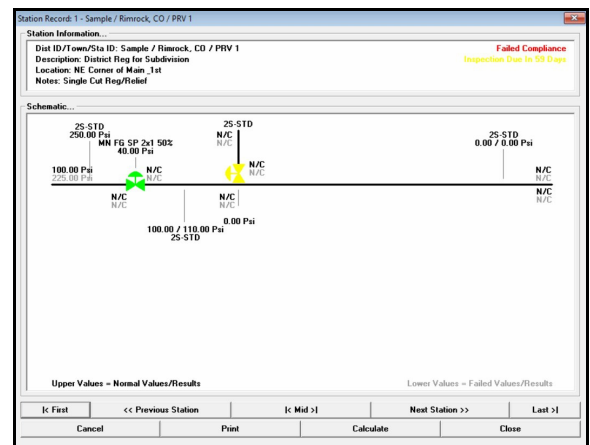 Station Record: 1 - Sample / Rimrock, CO / PRV 1
Station Information...
Dist ID/Town/Sta ID: Sample / Rimrock, CO / PRV 1
Failed Compliance
Description: District Reg for Subdivision
Inspection Due In 59 Days
Location: NE Corner of Main _1st
Notes: Single Cut Reg/Relief
Schematic...
2S-STD
250.00 Psi
MN FG SP 2x1 50%
40.00 Psi
2S-STD
N/C
N/C
2S-STD
0.00 / 0.00 Psi
100.00 Psi
225.00 Psi
N/C
N/C
N/C
N/C
N/C
N/C
N/C
N/C
N/C
N/C
N/C
N/C
0.00 Psi
100.00 / 110.00 Psi
2S-STD
Upper Values = Normal Values/Results
Lower Values = Failed Values/Results
|< First
<< Previous Station
|< Mid >|
Next Station >>
Last >|
Cancel
Print
Calculate
Close